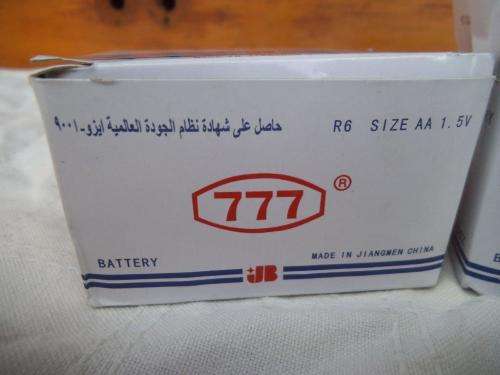 حاصل على شهادة نظام الجودة العالمية ايزو-٩٠٠١
R6 SIZE AA 1.5V
777 ®
BATTERY
MADE IN JIANGMEN CHINA
JB